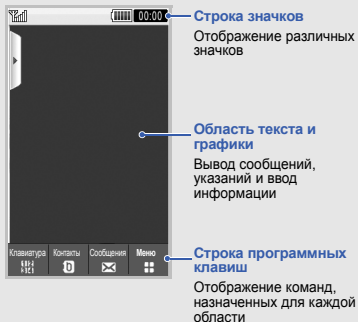 00:00
Строка значков
Отображение различных
значков
Область текста и
графики
Вывод сообщений,
указаний и ввод
информации
Клавиатура Контакты Сообщения Меню
Строка программных
клавиш
Отображение команд,
назначенных для каждой
области